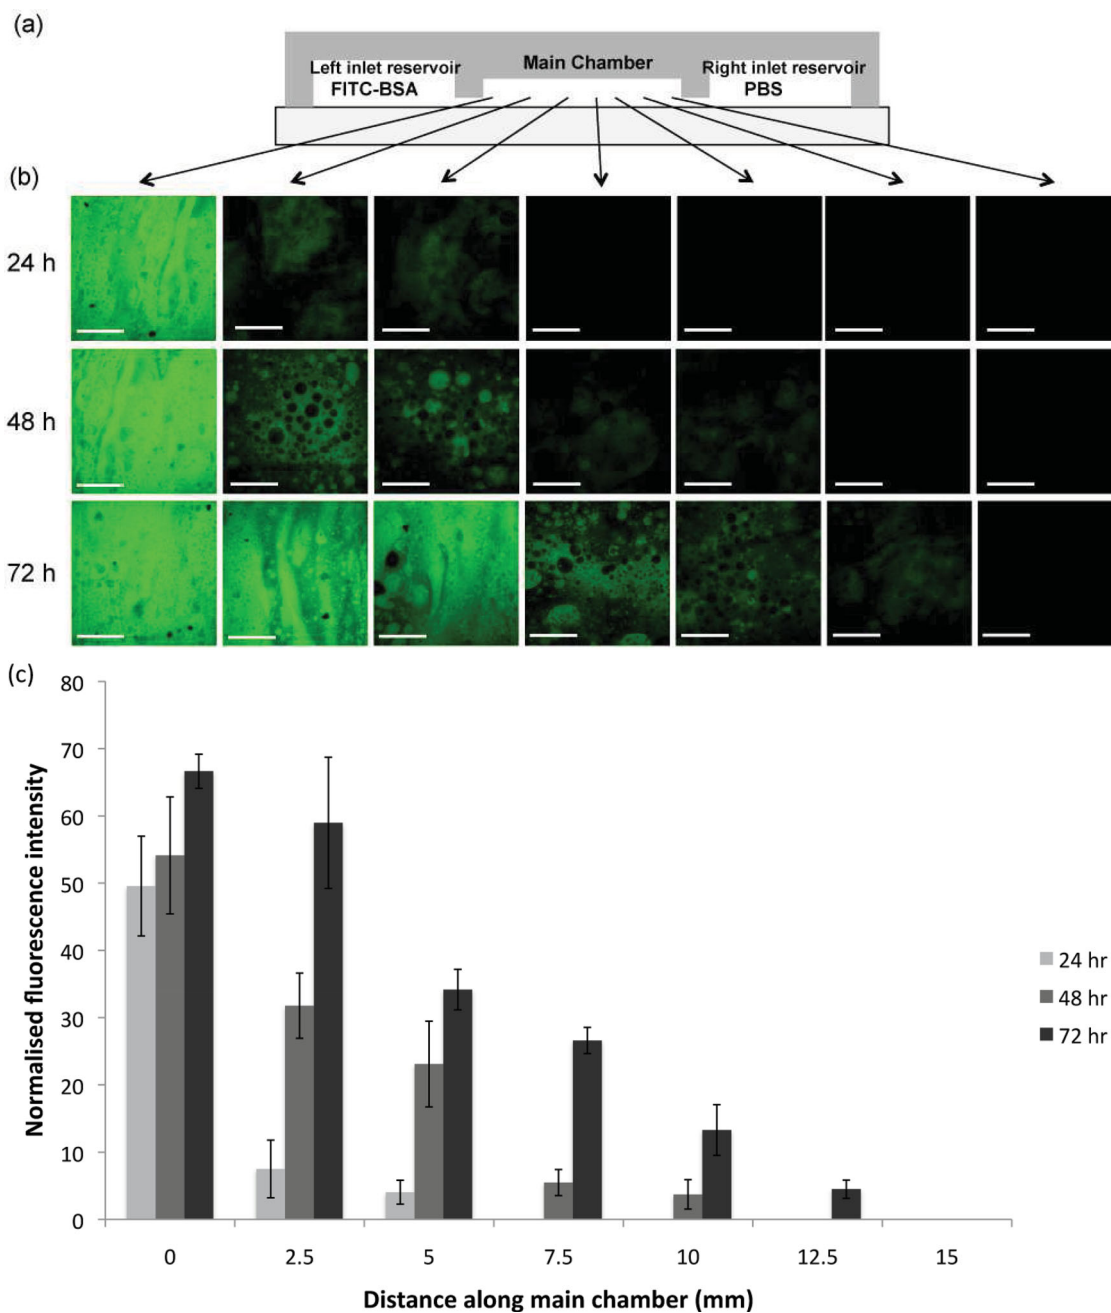 (a)
Left inlet reservoir
FITC-BSA
Main Chamber
Right inlet reservoir
PBS
(b)
24 h
48 h
72 h
(c)
80
70
60
50
40
30
20
10
0
Normalised fluorescence intensity
24 hr
48 hr
72 hr
0 2.5 5 7.5 10 12.5 15
Distance along main chamber (mm)